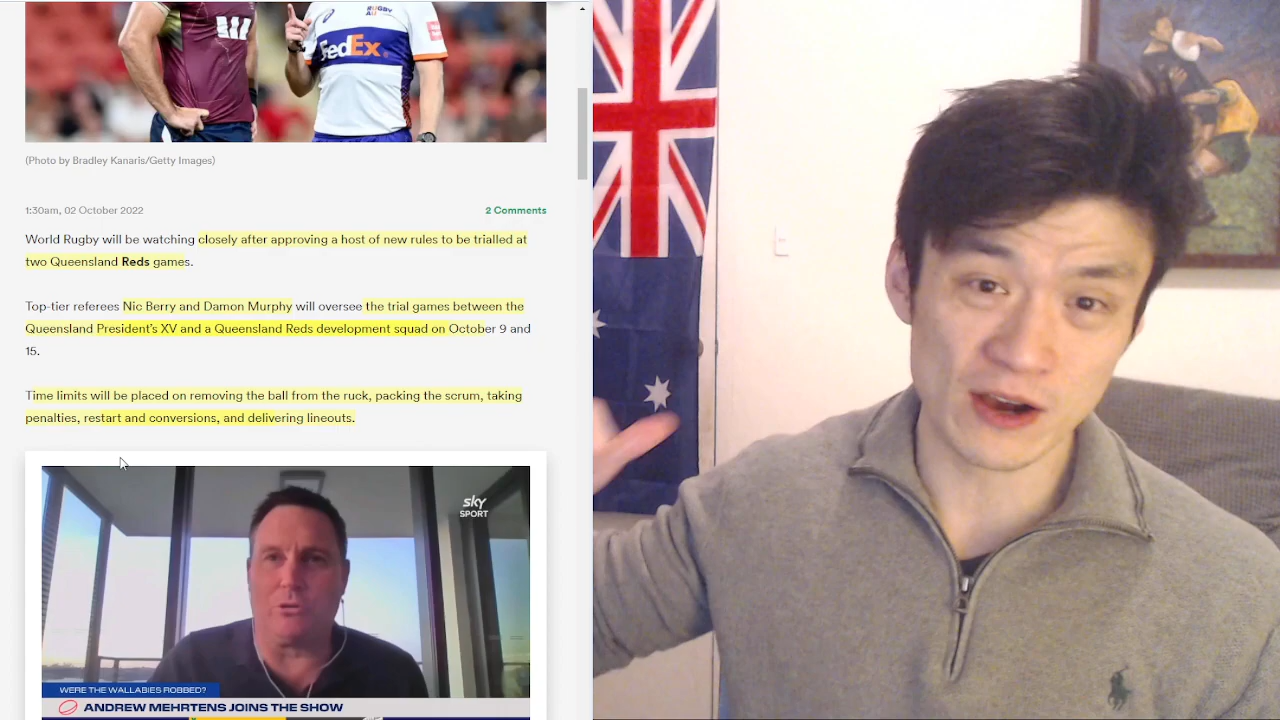 RUGBY
AU
FedEx
(Photo by Bradley Kanaris/Getty Images)
1:30am, 02 October 2022
2 Comments
World Rugby will be watching closely after approving a host of new rules to be trialled at
two Queensland Reds games.
Top-tier referees Nic Berry and Damon Murphy will oversee the trial games between the
Queensland President's XV and a Queensland Reds development squad on October 9 and
15.
Time limits will be placed on removing the ball from the ruck, packing the scrum, taking
penalties, restart and conversions, and delivering lineouts.
sky
SPORT
WERE THE WALLABIES ROBBED?
ANDREW MEHRTENS JOINS THE SHOW